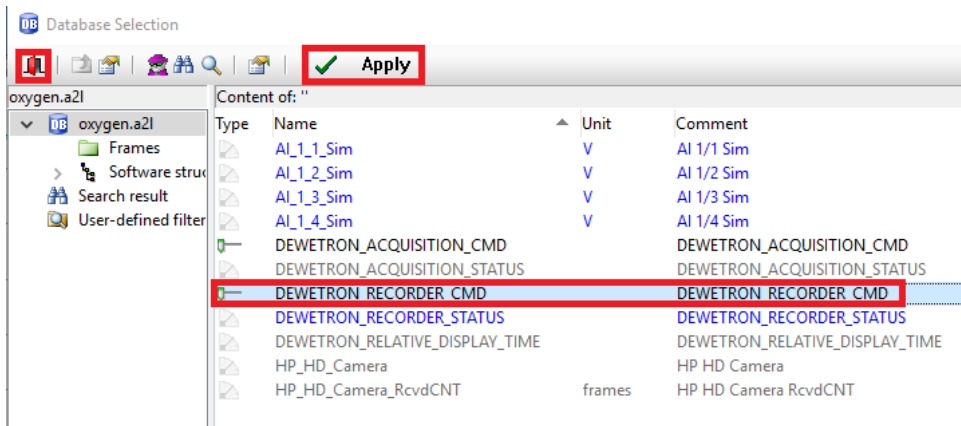 Database Selection
Apply
oxygen.a2l Content of: ''
DB oxygen.a2l Type Name Unit Comment
Frames AI_1_1_Sim V AI 1/1 Sim
Software struc AI_1_2_Sim V AI 1/2 Sim
Search result AI_1_3_Sim V AI 1/3 Sim
User-defined filter AI_1_4_Sim V AI 1/4 Sim
DEWETRON_ACQUISITION_CMD DEWETRON_ACQUISITION_CMD
DEWETRON_ACQUISITION_STATUS DEWETRON_ACQUISITION_STATUS
DEWETRON_RECORDER_CMD DEWETRON_RECORDER_CMD
DEWETRON_RECORDER_STATUS DEWETRON_RECORDER_STATUS
DEWETRON_RELATIVE_DISPLAY_TIME DEWETRON_RELATIVE_DISPLAY_TIME
HP_HD_Camera HP HD Camera
HP_HD_Camera_RcvdCNT frames HP HD Camera RcvdCNT